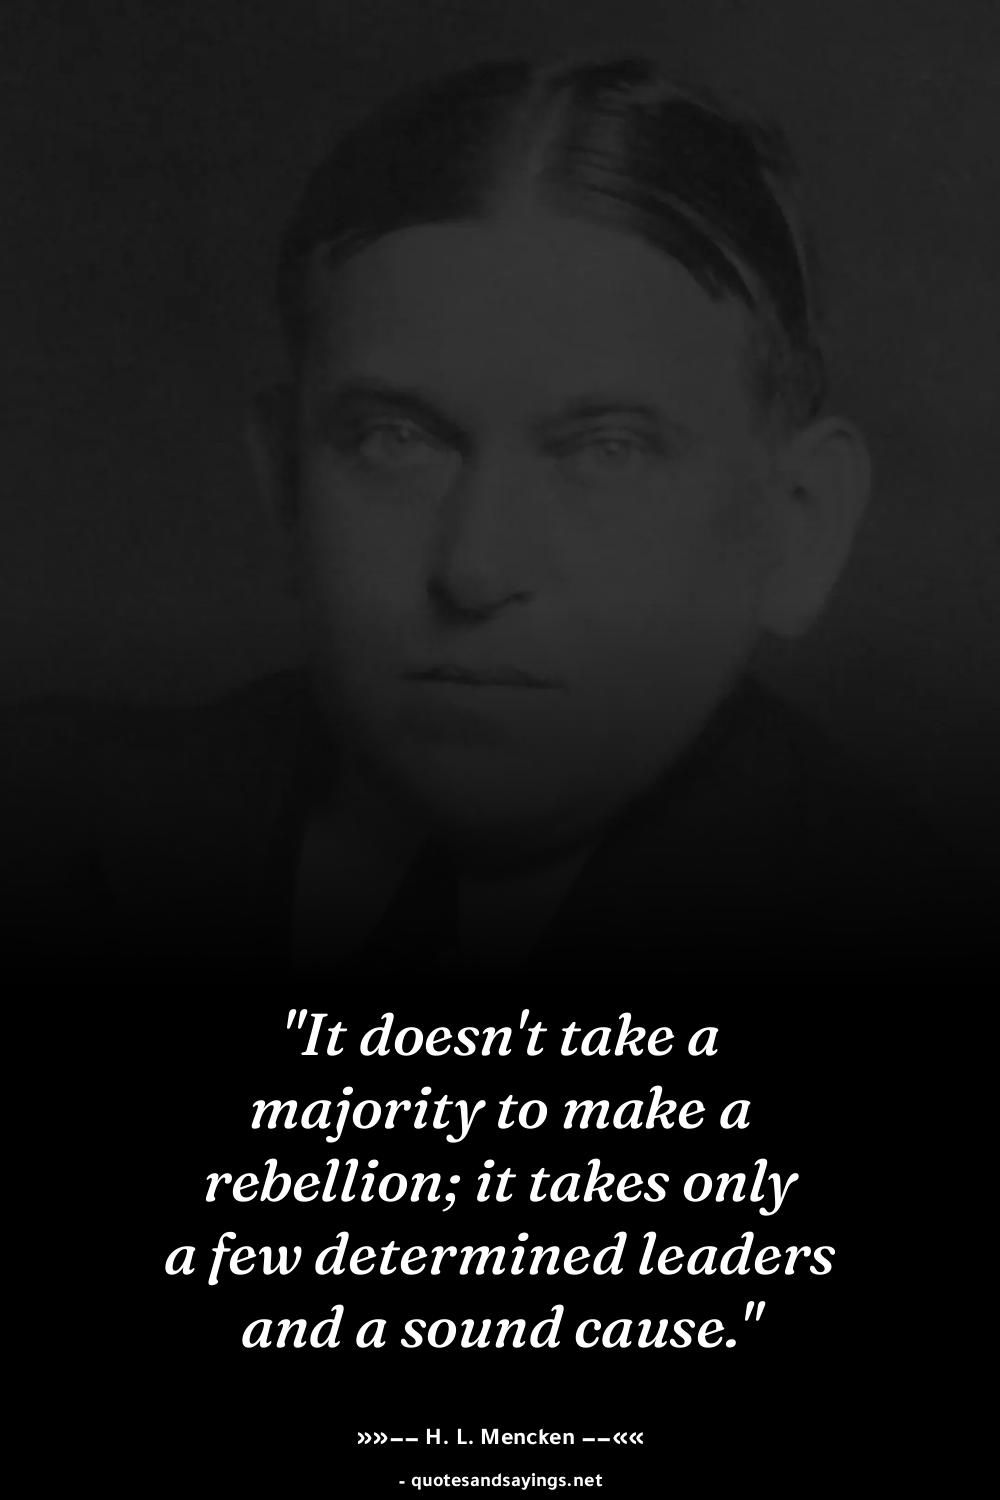 "It doesn't take a
majority to make a
rebellion; it takes only
a few determined leaders
and a sound cause."
»»–– H. L. Mencken ––««
- quotesandsayings.net